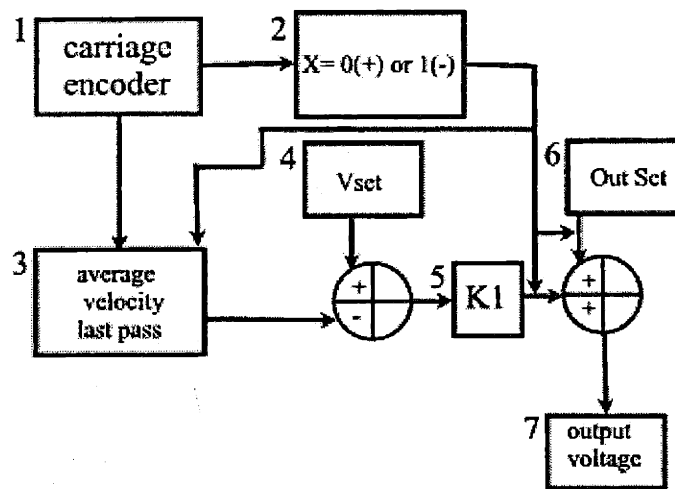 1
carriage
encoder
2
X= 0(+) or 1(-)
3
average
velocity
last pass
4
Vset
+
-
5
K1
6
Out Set
+
+
7
output
voltage